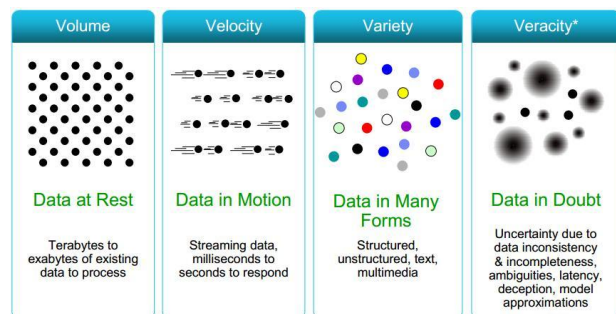 Volume
Data at Rest
Terabytes to
exabytes of existing
data to process
Velocity
Data in Motion
Streaming data,
milliseconds to
seconds to respond
Variety
Data in Many
Forms
Structured,
unstructured, text,
multimedia
Veracity*
Data in Doubt
Uncertainty due to
data inconsistency
& incompleteness,
ambiguities, latency,
deception, model
approximations